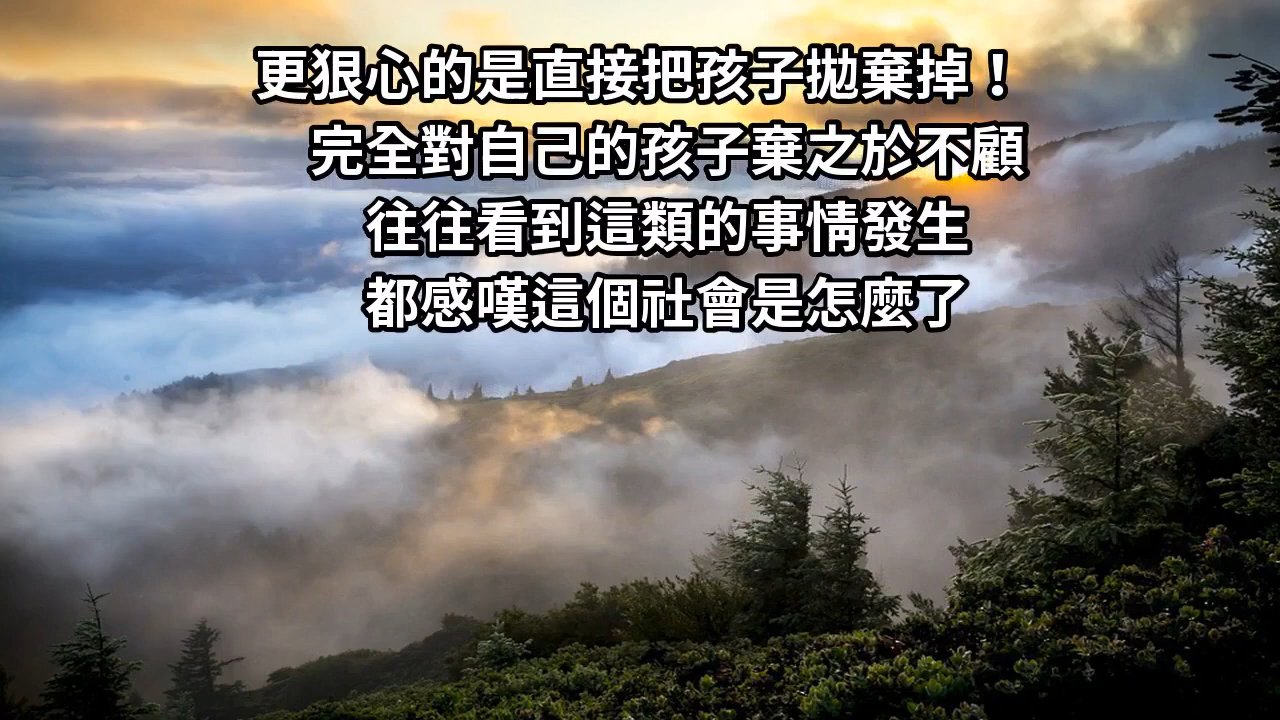 更狠心的是直接把孩子拋棄掉！
完全對自己的孩子棄之於不顧
往往看到這類的事情發生
都感嘆這個社會是怎麼了